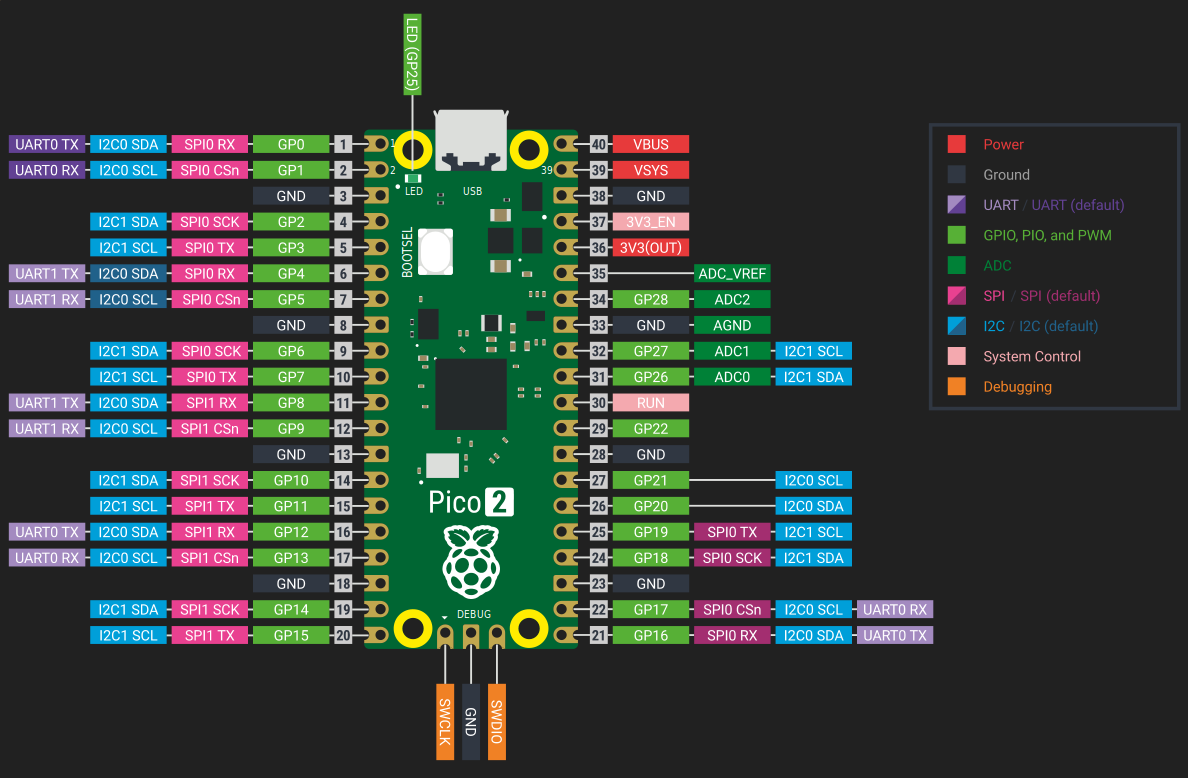 LED (GP25)
UART0 TX I2C0 SDA SPI0 RX GP0 1 1 40 VBUS
UART0 RX I2C0 SCL SPI0 CSn GP1 2 2 39 39 VSYS
GND 3 LED USB 38 GND
I2C1 SDA SPI0 SCK GP2 4 37 3V3_EN
I2C1 SCL SPI0 TX GP3 5 BOOTSEL 36 3V3(OUT)
UART1 TX I2C0 SDA SPI0 RX GP4 6 35 ADC_VREF
UART1 RX I2C0 SCL SPI0 CSn GP5 7 34 GP28 ADC2
GND 8 33 GND AGND
I2C1 SDA SPI0 SCK GP6 9 32 GP27 ADC1 I2C1 SCL
I2C1 SCL SPI0 TX GP7 10 31 GP26 ADC0 I2C1 SDA
UART1 TX I2C0 SDA SPI1 RX GP8 11 30 RUN
UART1 RX I2C0 SCL SPI1 CSn GP9 12 29 GP22
GND 13 28 GND
I2C1 SDA SPI1 SCK GP10 14 27 GP21 I2C0 SCL
I2C1 SCL SPI1 TX GP11 15 Pico 2 26 GP20 I2C0 SDA
UART0 TX I2C0 SDA SPI1 RX GP12 16 25 GP19 SPI0 TX I2C1 SCL
UART0 RX I2C0 SCL SPI1 CSn GP13 17 24 GP18 SPI0 SCK I2C1 SDA
GND 18 23 GND
I2C1 SDA SPI1 SCK GP14 19 DEBUG 22 GP17 SPI0 CSn I2C0 SCL UART0 RX
I2C1 SCL SPI1 TX GP15 20 21 GP16 SPI0 RX I2C0 SDA UART0 TX
SWCLK GND SWDIO
Power
Ground
UART / UART (default)
GPIO, PIO, and PWM
ADC
SPI / SPI (default)
I2C / I2C (default)
System Control
Debugging